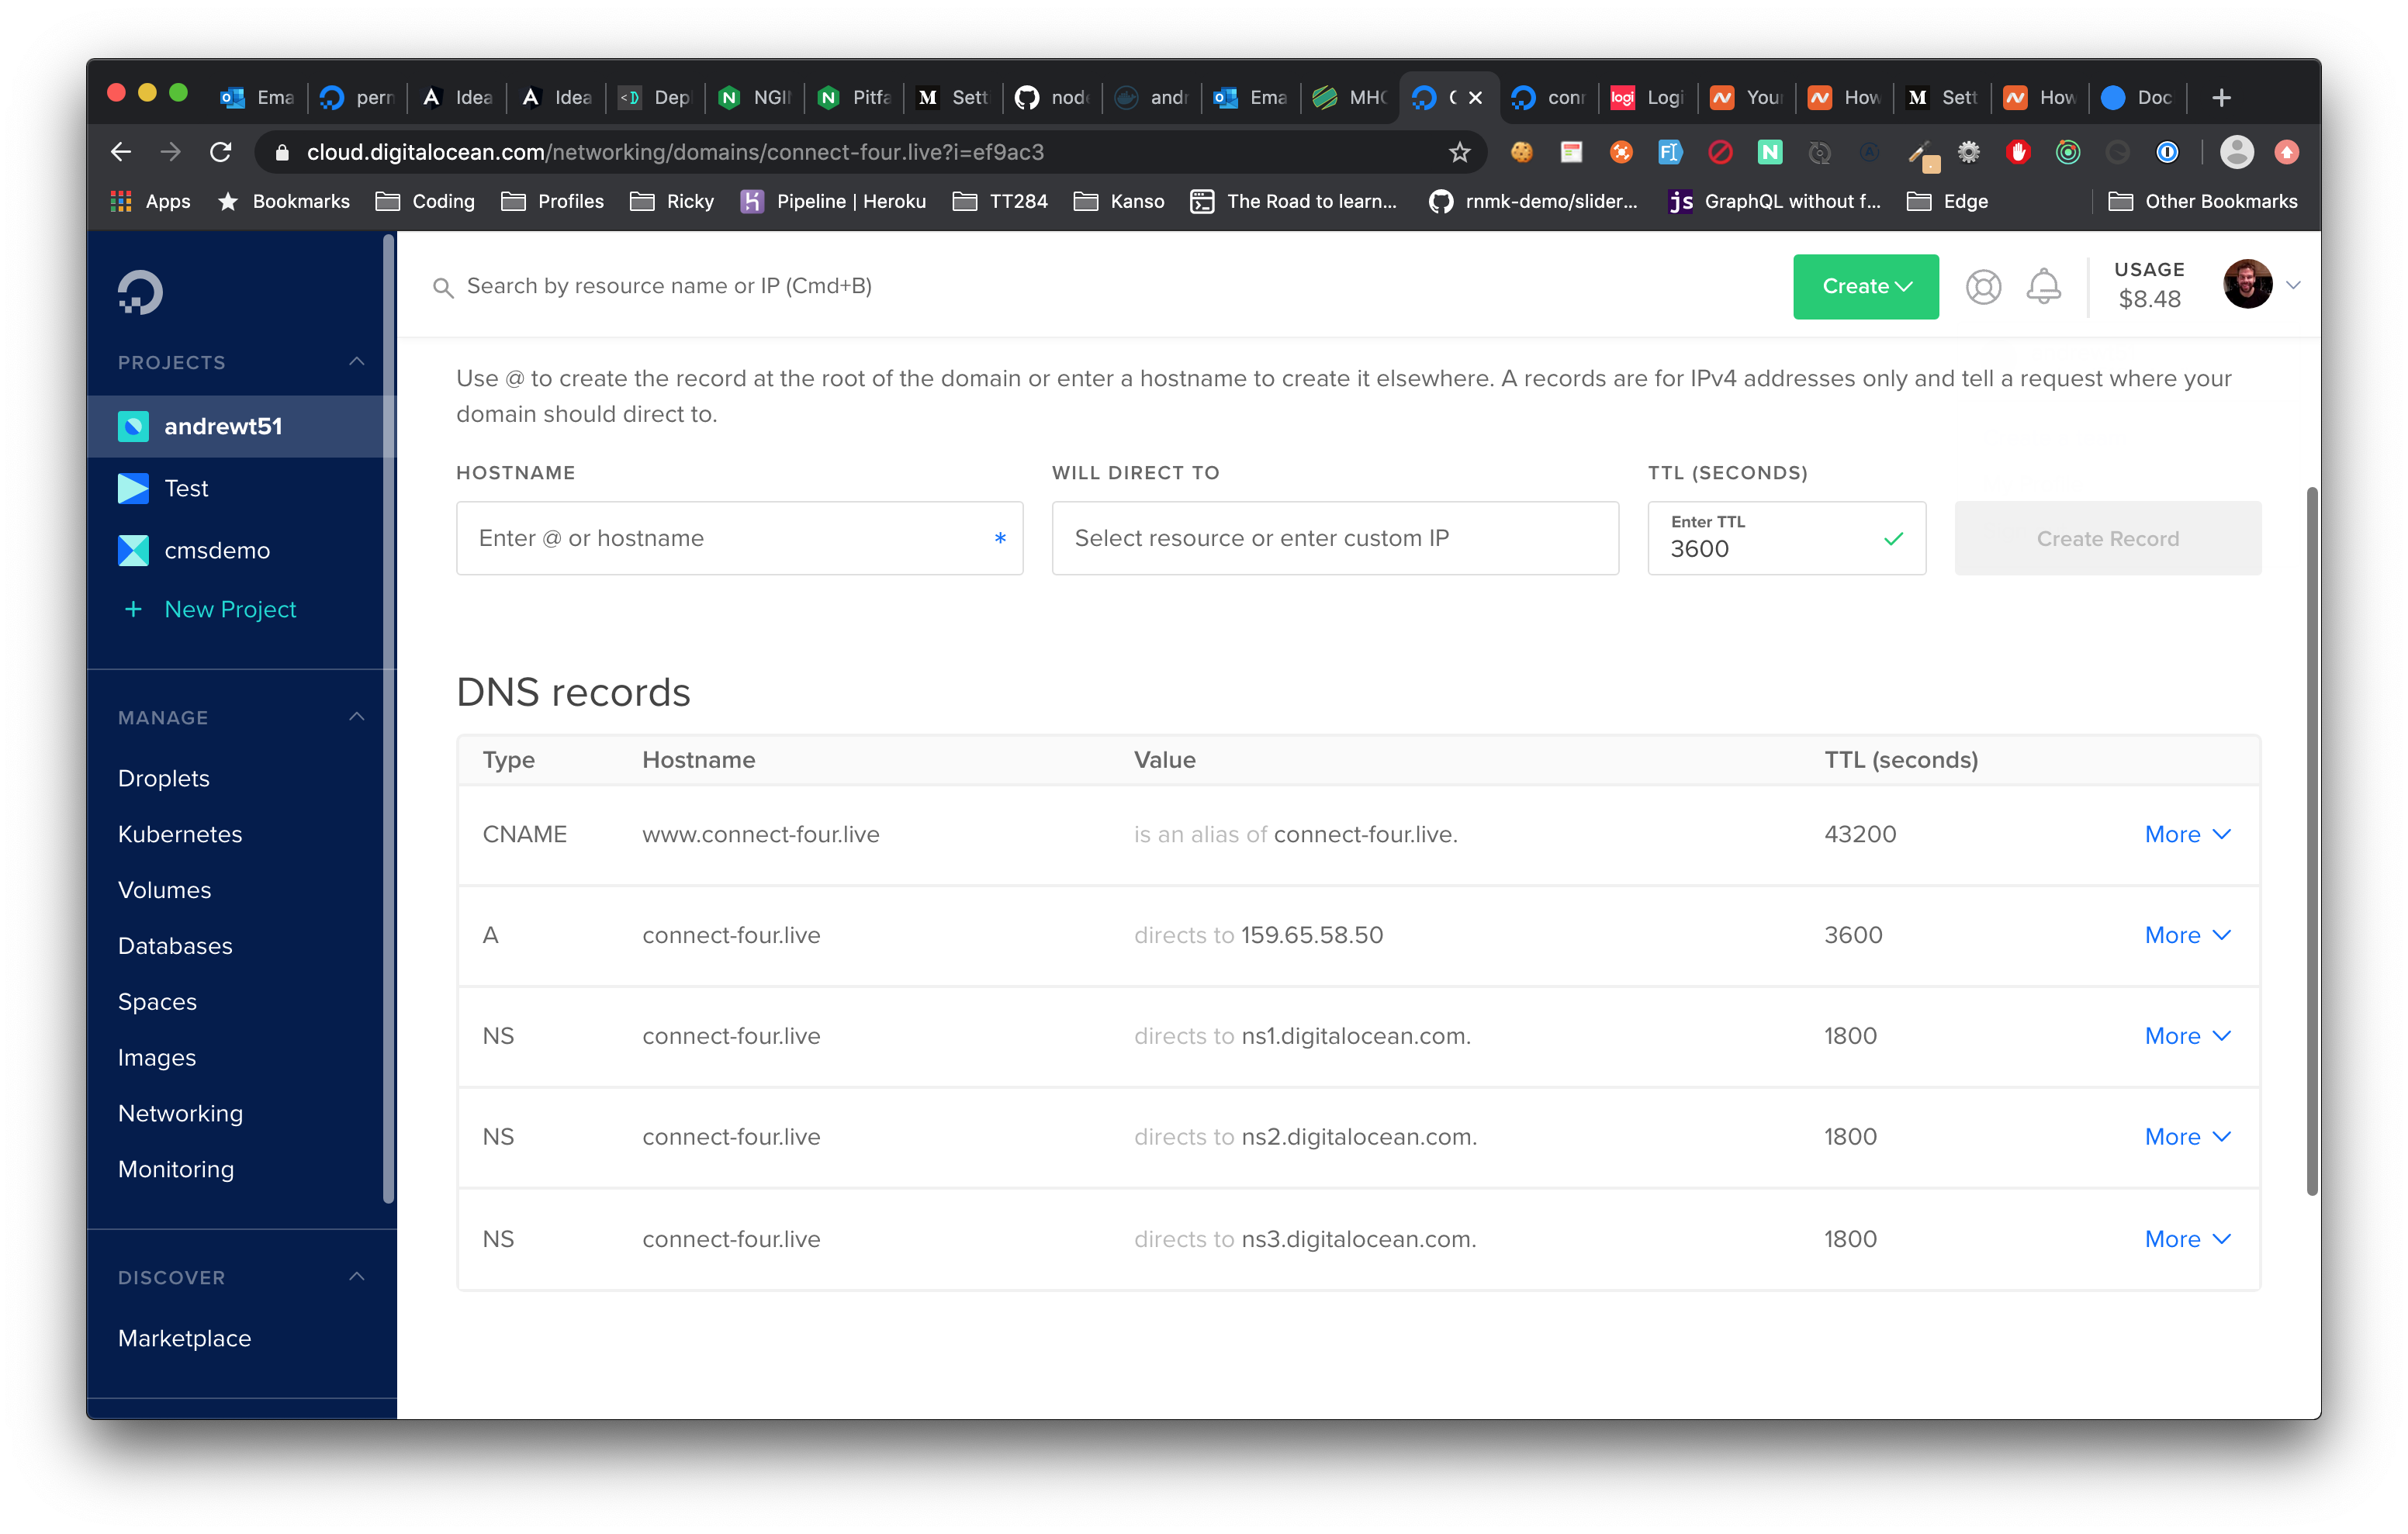 Ema
pern
Idea
Idea
Dep
NGI
Pitfa
Sett
node
andr
Ema
MHC
conn
logi
Logi
Your
How
Sett
How
Doc
cloud.digitalocean.com/networking/domains/connect-four.live?i=ef9ac3
Apps
Bookmarks
Coding
Profiles
Ricky
Pipeline | Heroku
TT284
Kanso
The Road to learn...
rnmk-demo/slider...
js
GraphQL without f...
Edge
Other Bookmarks
Search by resource name or IP (Cmd+B)
Create
USAGE
$8.48
PROJECTS
andrewt51
Test
cmsdemo
+ New Project
MANAGE
Droplets
Kubernetes
Volumes
Databases
Spaces
Images
Networking
Monitoring
DISCOVER
Marketplace
Use @ to create the record at the root of the domain or enter a hostname to create it elsewhere. A records are for IPv4 addresses only and tell a request where your
domain should direct to.
HOSTNAME
WILL DIRECT TO
TTL (SECONDS)
Enter @ or hostname *
Select resource or enter custom IP
Enter TTL
3600
Create Record
DNS records
Type Hostname Value TTL (seconds)
CNAME www.connect-four.live is an alias of connect-four.live. 43200 More
A connect-four.live directs to 159.65.58.50 3600 More
NS connect-four.live directs to ns1.digitalocean.com. 1800 More
NS connect-four.live directs to ns2.digitalocean.com. 1800 More
NS connect-four.live directs to ns3.digitalocean.com. 1800 More